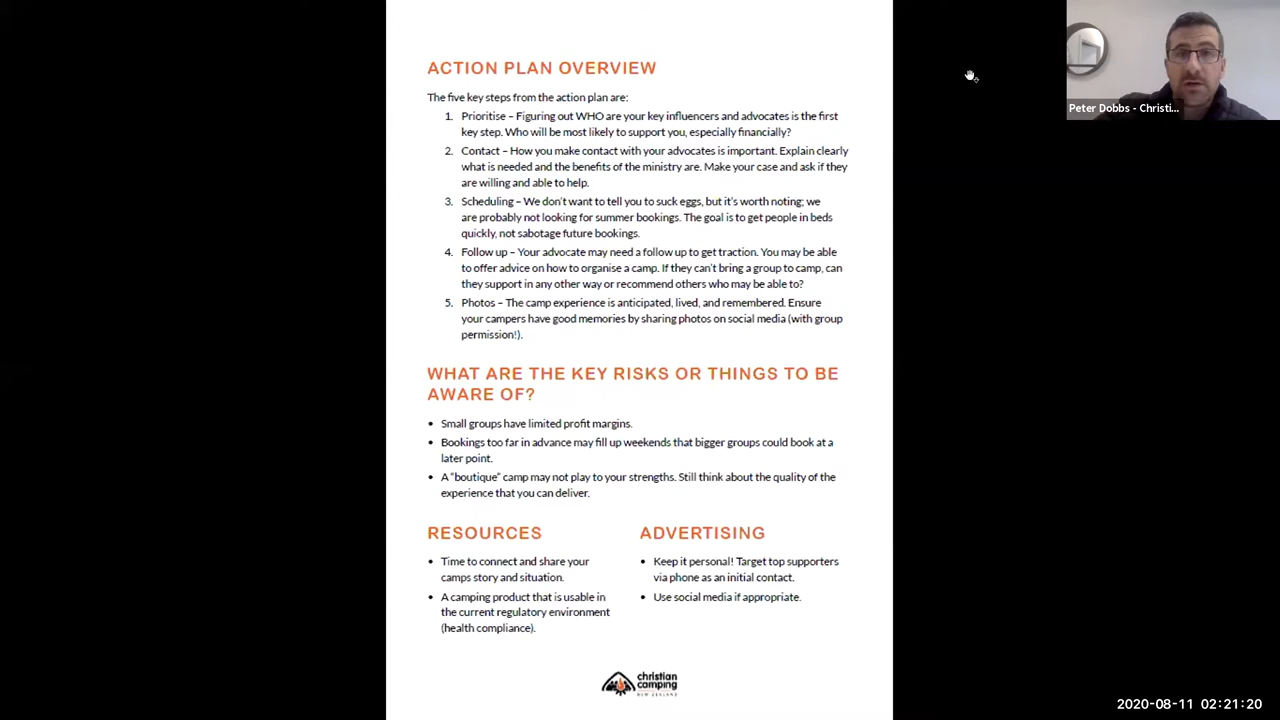 ACTION PLAN OVERVIEW
The five key steps from the action plan are:
1. Prioritise – Figuring out WHO are your key influencers and advocates is the first
key step. Who will be most likely to support you, especially financially?
2. Contact – How you make contact with your advocates is important. Explain clearly
what is needed and the benefits of the ministry are. Make your case and ask if they
are willing and able to help.
3. Scheduling – We don't want to tell you to suck eggs, but it's worth noting; we
are probably not looking for summer bookings. The goal is to get people in beds
quickly, not sabotage future bookings.
4. Follow up – Your advocate may need a follow up to get traction. You may be able
to offer advice on how to organise a camp. If they can't bring a group to camp, can
they support in any other way or recommend others who may be able to?
5. Photos – The camp experience is anticipated, lived, and remembered. Ensure
your campers have good memories by sharing photos on social media (with group
permission!).
WHAT ARE THE KEY RISKS OR THINGS TO BE
AWARE OF?
• Small groups have limited profit margins.
• Bookings too far in advance may fill up weekends that bigger groups could book at a
later point.
• A "boutique" camp may not play to your strengths. Still think about the quality of the
experience that you can deliver.
RESOURCES
• Time to connect and share your
camps story and situation.
• A camping product that is usable in
the current regulatory environment
(health compliance).
ADVERTISING
• Keep it personal! Target top supporters
via phone as an initial contact.
• Use social media if appropriate.
christian
camping
NEW ZEALAND
Peter Dobbs - Christi...
2020-08-11 02:21:20